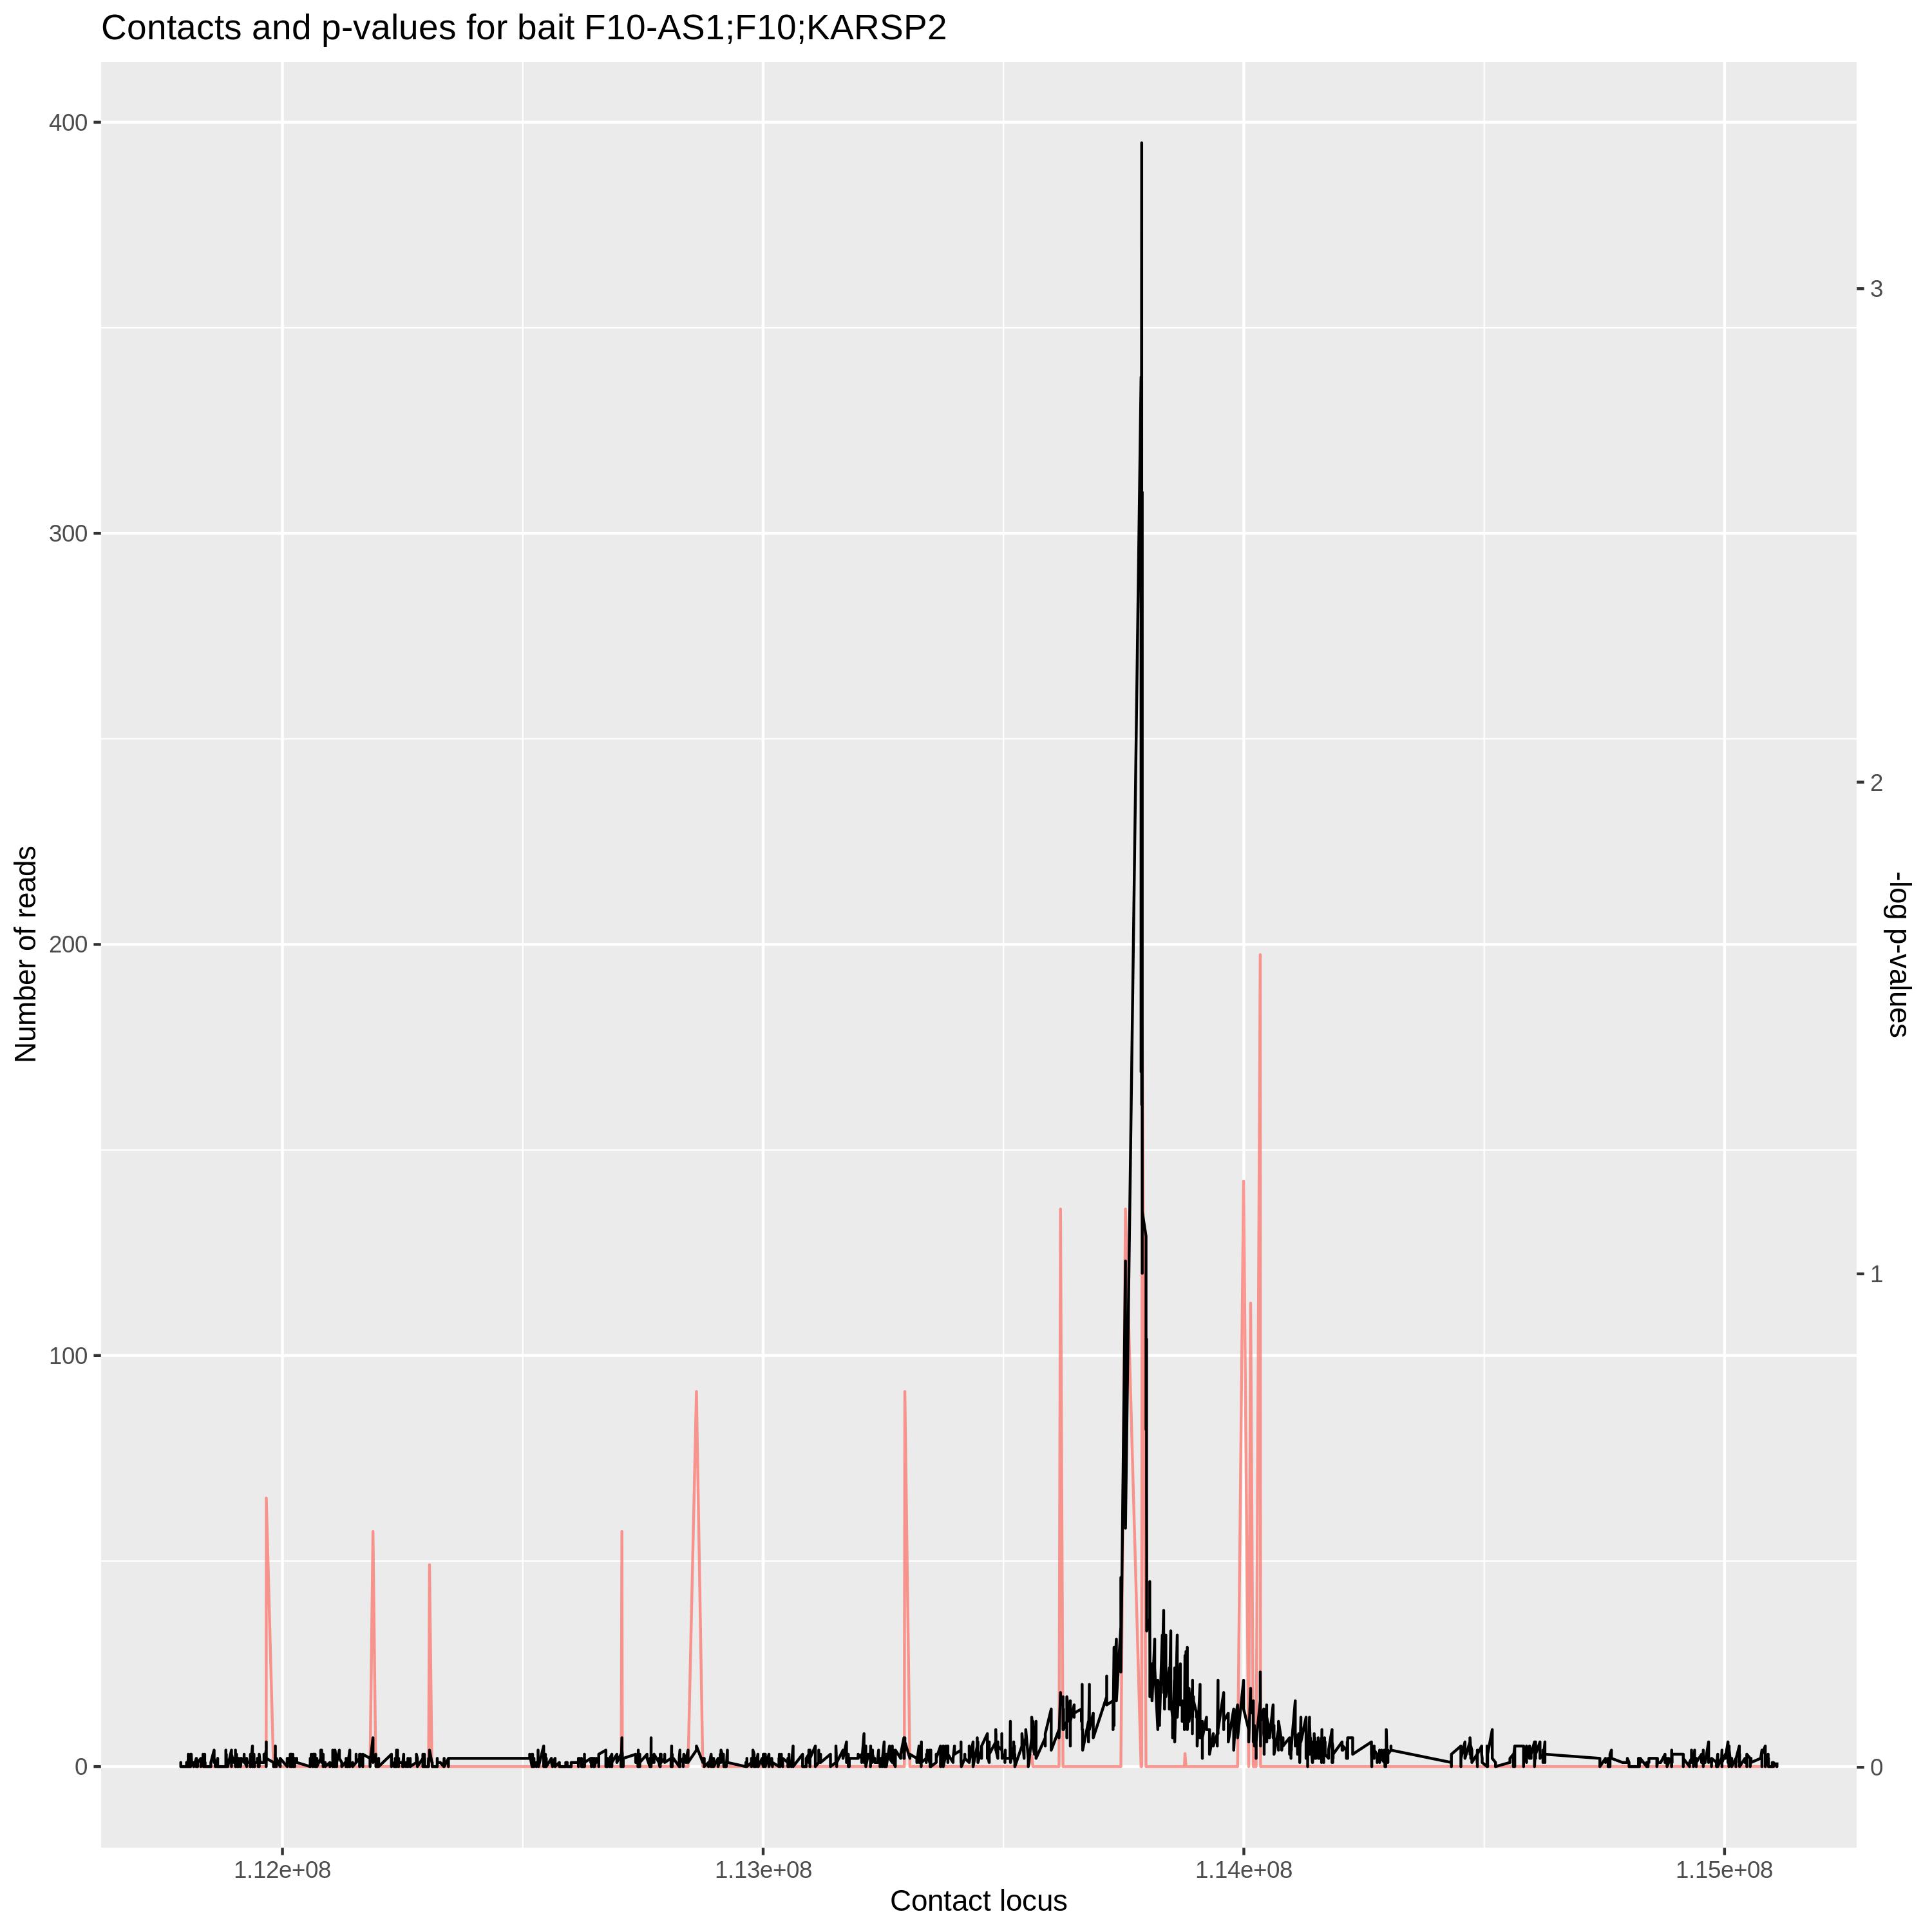 Contacts and p-values for bait F10-AS1;F10;KARSP2
400
300
200
100
0
Number of reads
3
2
1
0
-log p-values
1.12e+08
1.13e+08
1.14e+08
1.15e+08
Contact locus